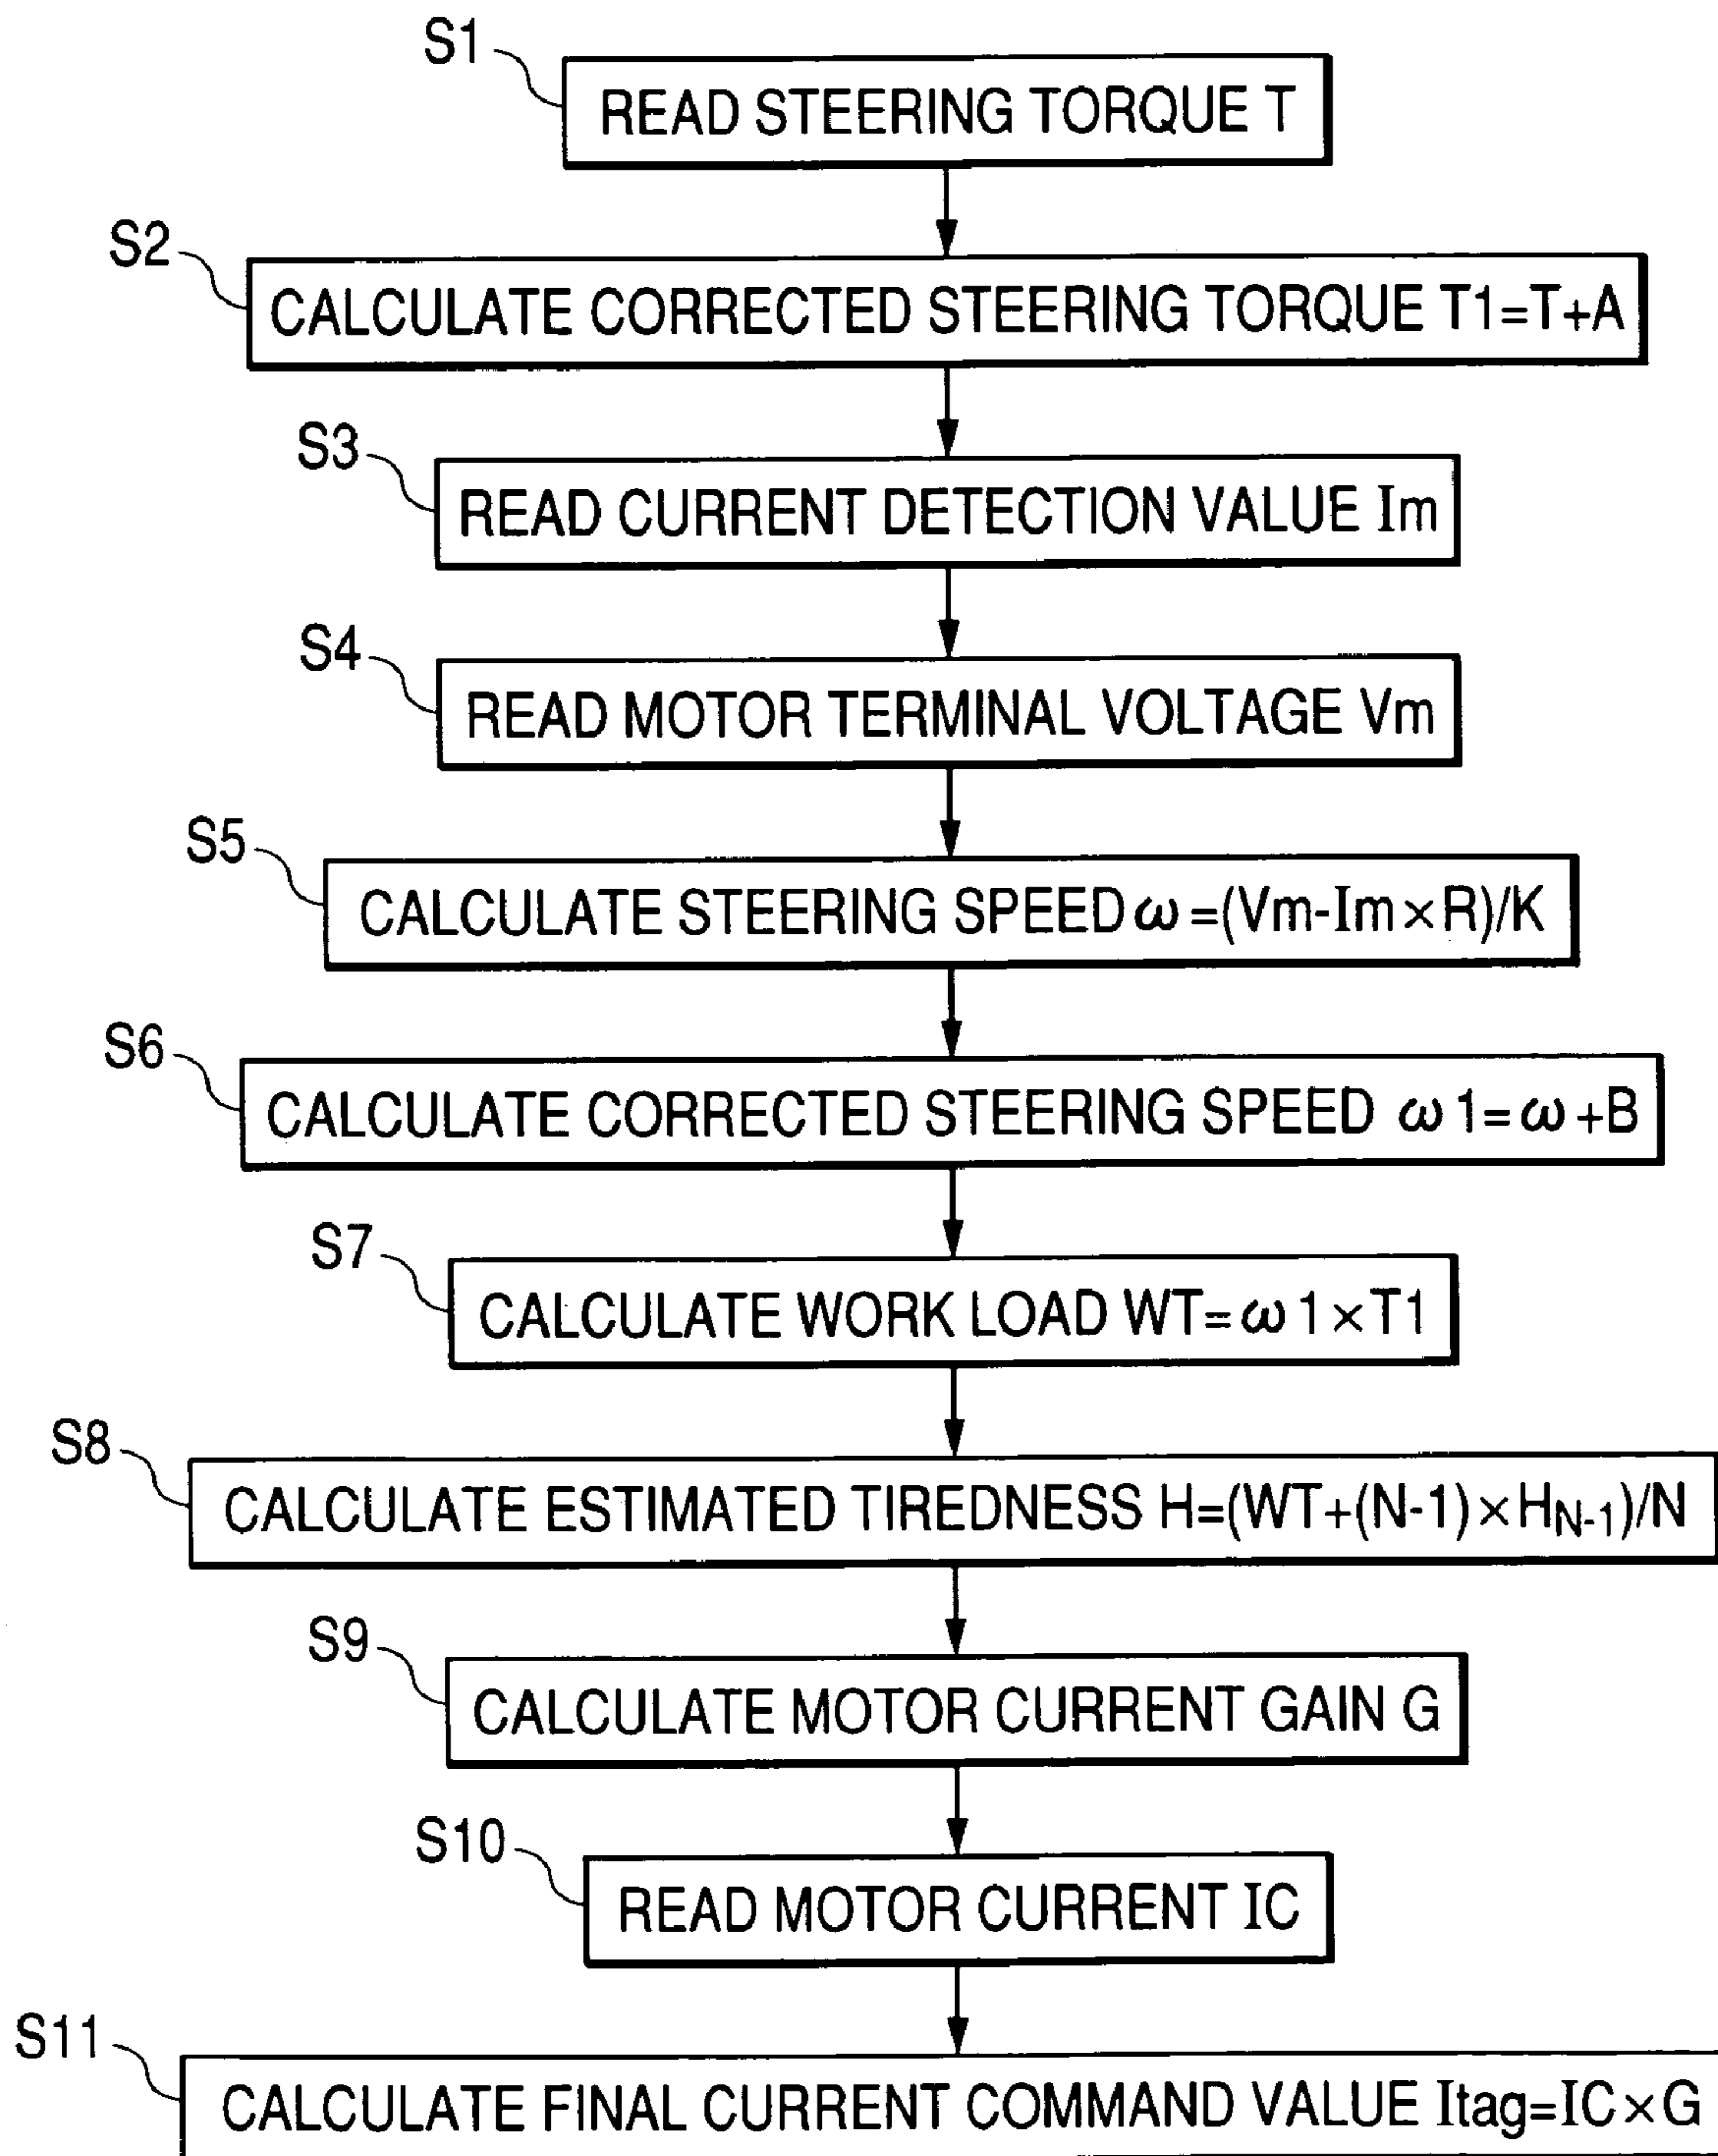 S1
READ STEERING TORQUE T
S2
CALCULATE CORRECTED STEERING TORQUE T1=T+A
S3
READ CURRENT DETECTION VALUE Im
S4
READ MOTOR TERMINAL VOLTAGE Vm
S5
CALCULATE STEERING SPEED ω=(Vm-Im×R)/K
S6
CALCULATE CORRECTED STEERING SPEED ω1=ω+B
S7
CALCULATE WORK LOAD WT=ω1×T1
S8
CALCULATE ESTIMATED TIREDNESS H=(WT+(N-1)×H_{N-1})/N
S9
CALCULATE MOTOR CURRENT GAIN G
S10
READ MOTOR CURRENT IC
S11
CALCULATE FINAL CURRENT COMMAND VALUE Itag=IC×G